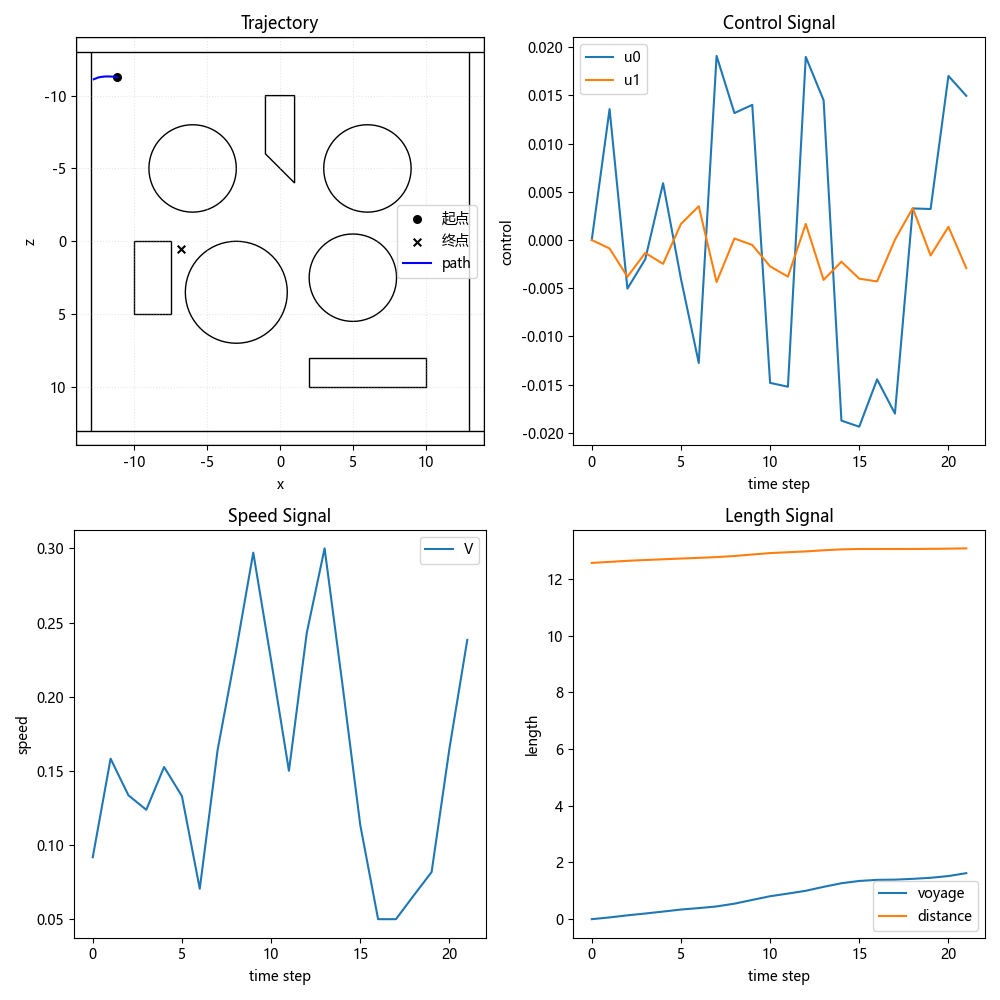 Trajectory
-10
-5
0
5
10
z
-10
-5
0
5
10
x
起点
终点
path
Control Signal
u0
u1
0.020
0.015
0.010
0.005
0.000
-0.005
-0.010
-0.015
-0.020
control
0
5
10
15
20
time step
Speed Signal
V
0.30
0.25
0.20
0.15
0.10
0.05
speed
0
5
10
15
20
time step
Length Signal
12
10
8
6
4
2
0
length
voyage
distance
0
5
10
15
20
time step